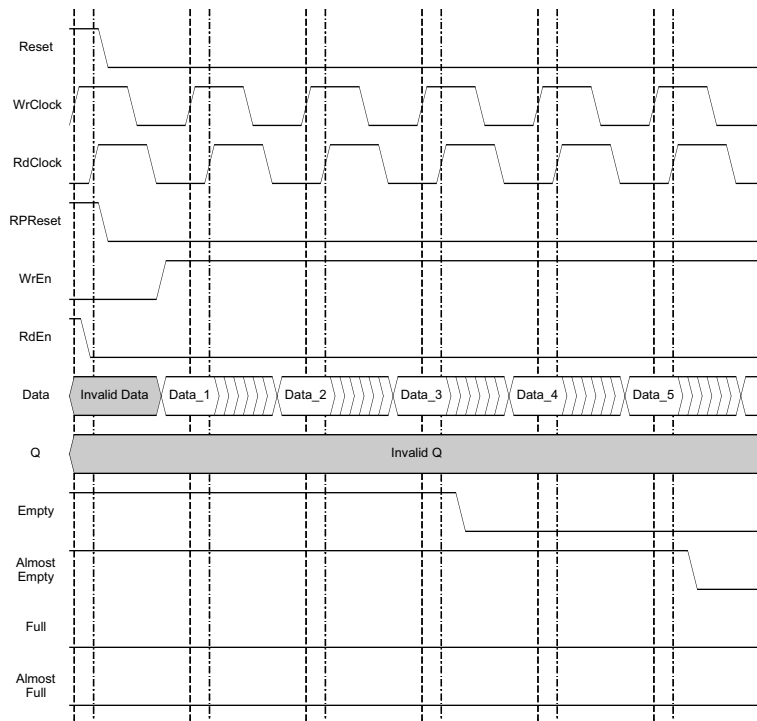 Reset
WrClock
RdClock
RPReset
WrEn
RdEn
Data
Invalid Data
Data_1
Data_2
Data_3
Data_4
Data_5
Q
Invalid Q
Empty
Almost
Empty
Full
Almost
Full